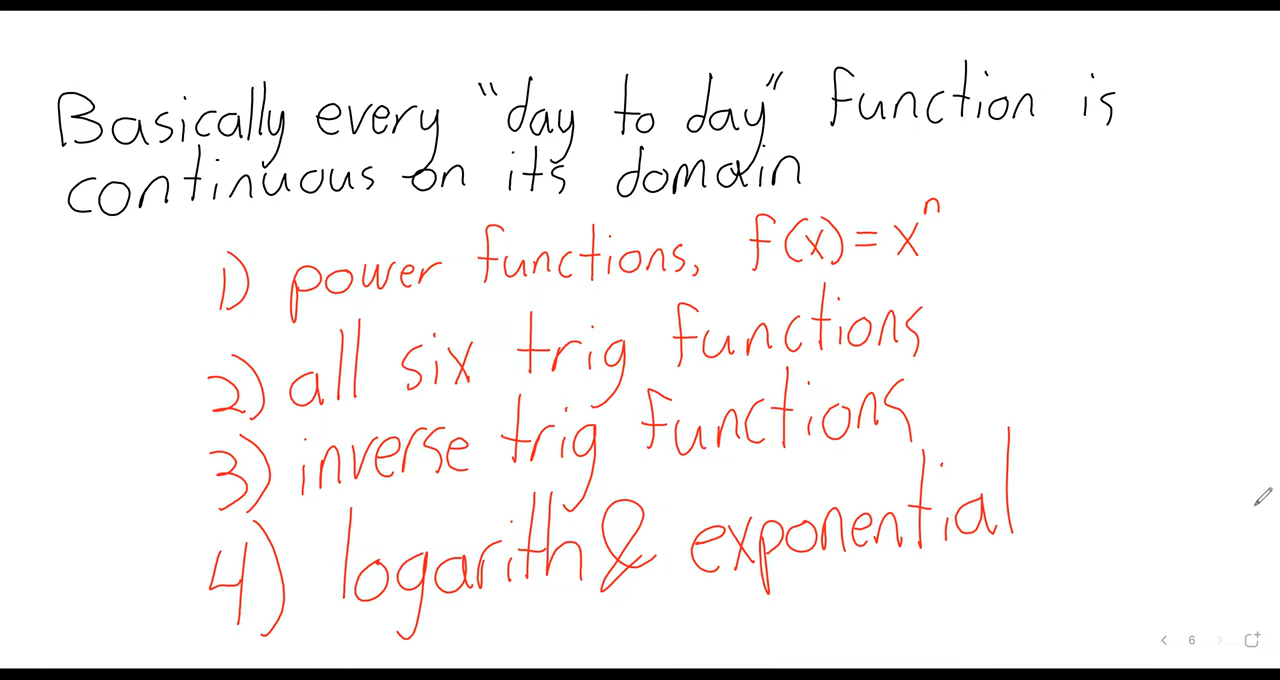 Basically every "day to day" function is
continuous on its domain
1) power functions, f(x) = xⁿ
2) all six trig functions
3) inverse trig functions
4) logarith & exponential
6